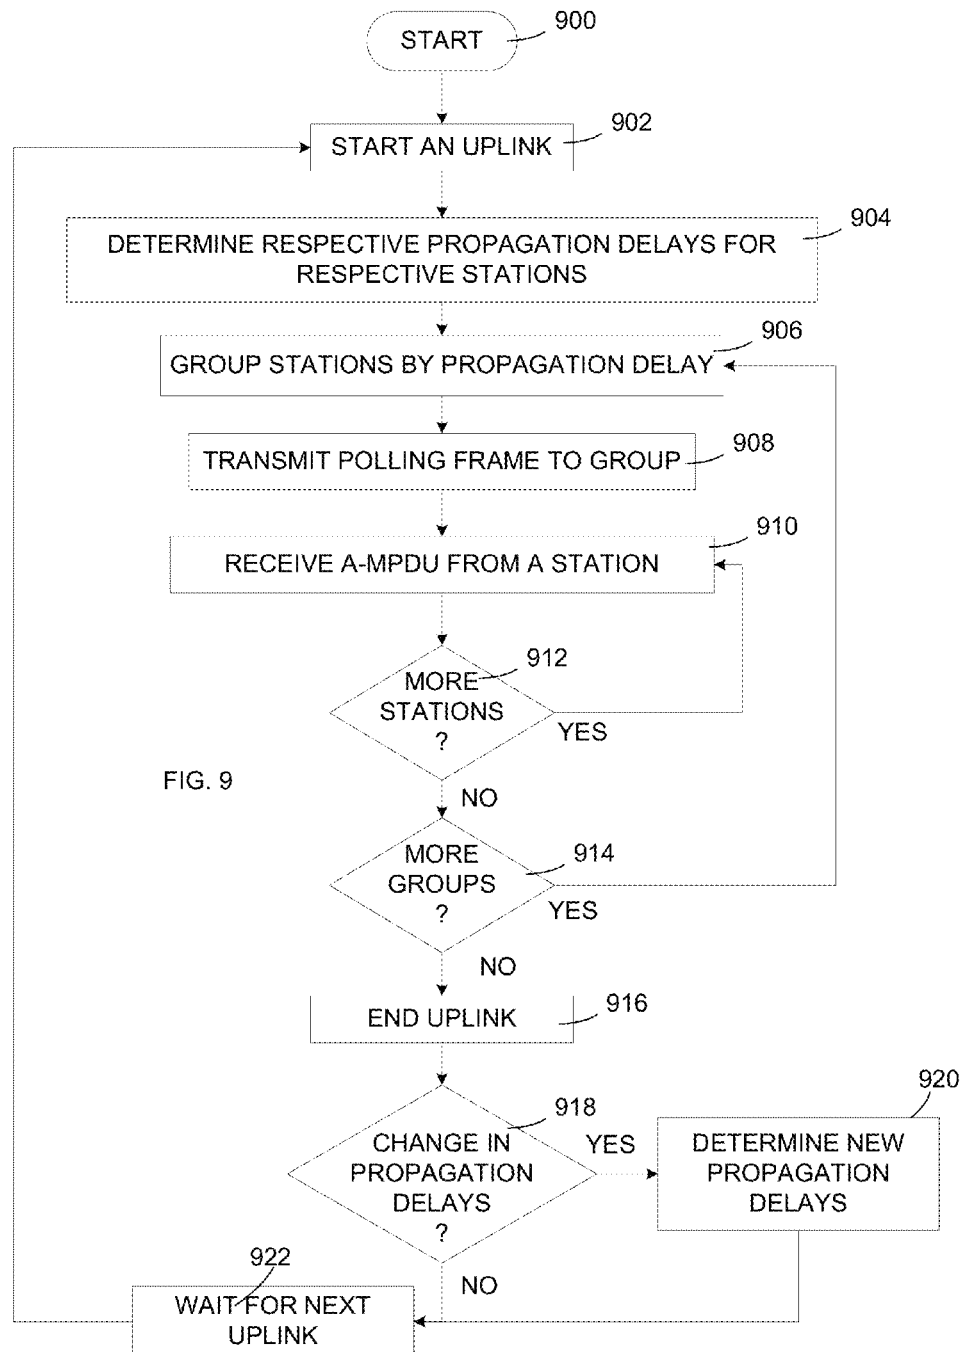 START
900
902
START AN UPLINK
904
DETERMINE RESPECTIVE PROPAGATION DELAYS FOR
RESPECTIVE STATIONS
906
GROUP STATIONS BY PROPAGATION DELAY
908
TRANSMIT POLLING FRAME TO GROUP
910
RECEIVE A-MPDU FROM A STATION
912
MORE
STATIONS
?
YES
FIG. 9
NO
914
MORE
GROUPS
?
YES
NO
916
END UPLINK
918
CHANGE IN
PROPAGATION
DELAYS
?
YES
920
DETERMINE NEW
PROPAGATION
DELAYS
NO
922
WAIT FOR NEXT
UPLINK